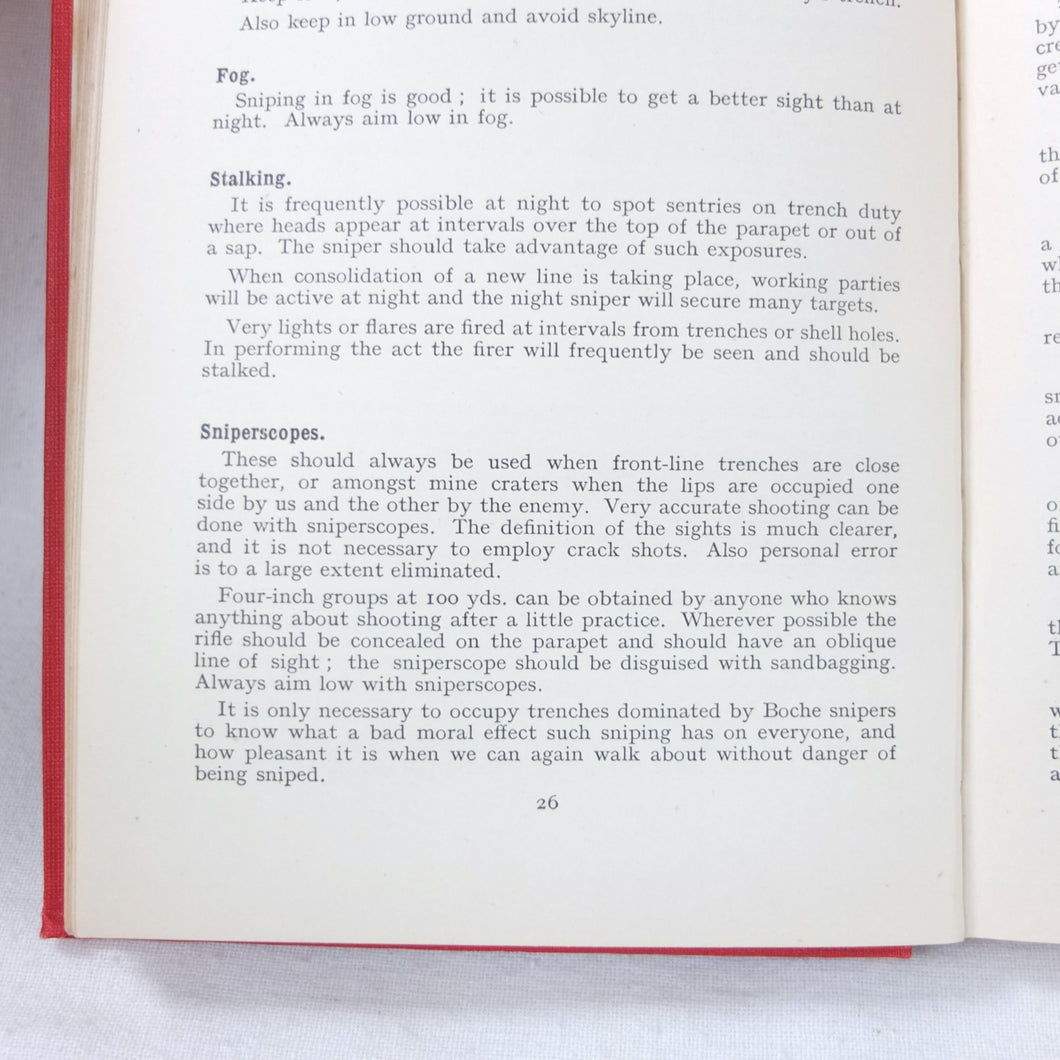 Also keep in low ground and avoid skyline.
Fog.
Sniping in fog is good ; it is possible to get a better sight than at
night. Always aim low in fog.
Stalking.
It is frequently possible at night to spot sentries on trench duty
where heads appear at intervals over the top of the parapet or out of
a sap. The sniper should take advantage of such exposures.
When consolidation of a new line is taking place, working parties
will be active at night and the night sniper will secure many targets.
Very lights or flares are fired at intervals from trenches or shell holes.
In performing the act the firer will frequently be seen and should be
stalked.
Sniperscopes.
These should always be used when front-line trenches are close
together, or amongst mine craters when the lips are occupied one
side by us and the other by the enemy. Very accurate shooting can be
done with sniperscopes. The definition of the sights is much clearer,
and it is not necessary to employ crack shots. Also personal error
is to a large extent eliminated.
Four-inch groups at 100 yds. can be obtained by anyone who knows
anything about shooting after a little practice. Wherever possible the
rifle should be concealed on the parapet and should have an oblique
line of sight ; the sniperscope should be disguised with sandbagging.
Always aim low with sniperscopes.
It is only necessary to occupy trenches dominated by Boche snipers
to know what a bad moral effect such sniping has on everyone, and
how pleasant it is when we can again walk about without danger of
being sniped.
26
by
of
a